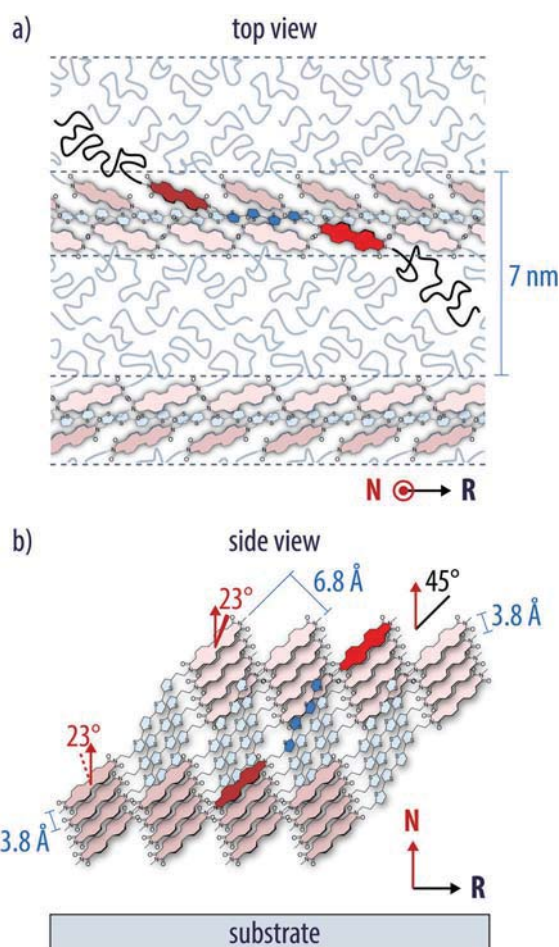 a)
top view
7 nm
N
R
b)
side view
23°
6.8 Å
45°
3.8 Å
23°
3.8 Å
N
R
substrate